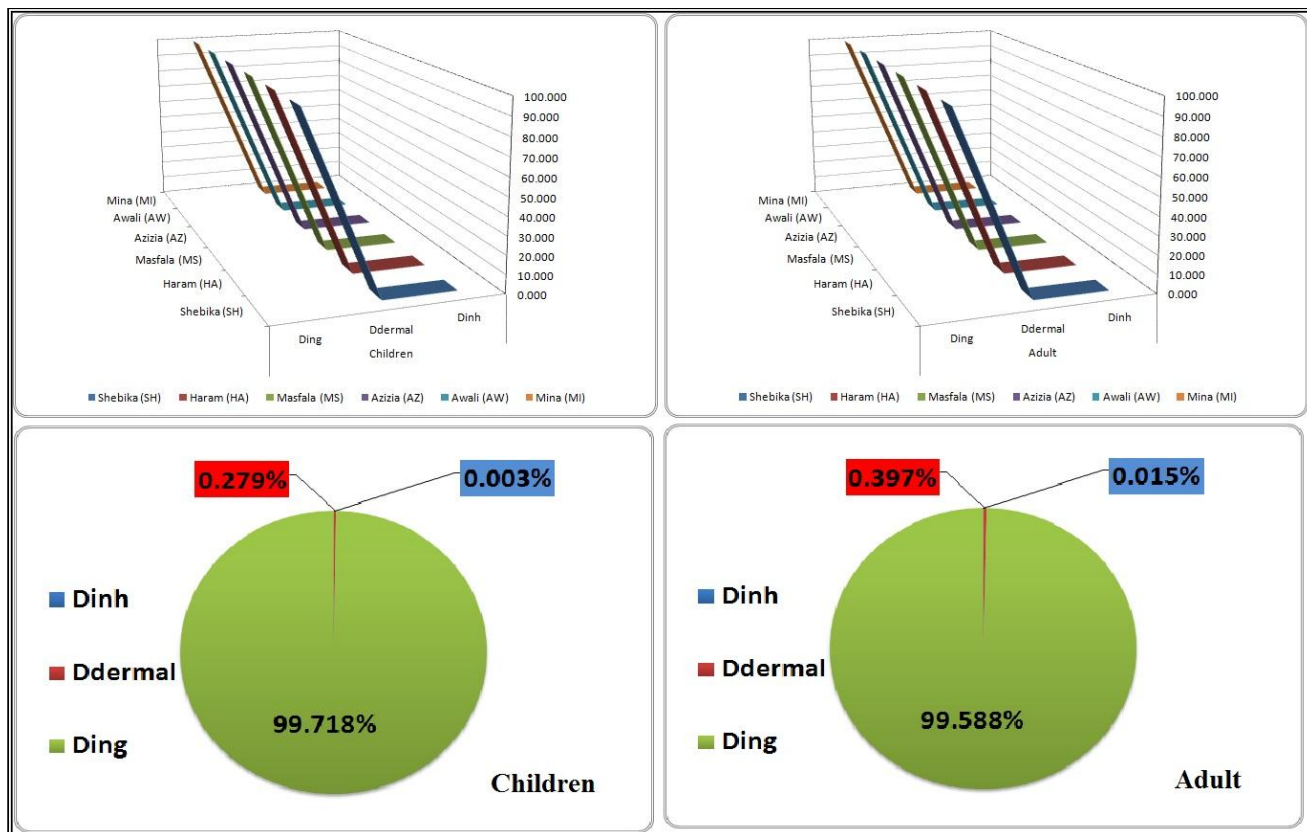 100.000
90.000
80.000
70.000
60.000
50.000
40.000
30.000
20.000
10.000
0.000
Mina (MI)
Awali (AW)
Azizia (AZ)
Masfala (MS)
Haram (HA)
Shebika (SH)
Ding
Ddermal
Dinh
Children
Shebika (SH) Haram (HA) Masfala (MS) Azizia (AZ) Awali (AW) Mina (MI)
100.000
90.000
80.000
70.000
60.000
50.000
40.000
30.000
20.000
10.000
0.000
Mina (MI)
Awali (AW)
Azizia (AZ)
Masfala (MS)
Haram (HA)
Shebika (SH)
Ding
Ddermal
Dinh
Adult
Shebika (SH) Haram (HA) Masfala (MS) Azizia (AZ) Awali (AW) Mina (MI)
0.279% 0.003%
Dinh
Ddermal
Ding
99.718%
Children
0.397% 0.015%
Dinh
Ddermal
Ding
99.588%
Adult